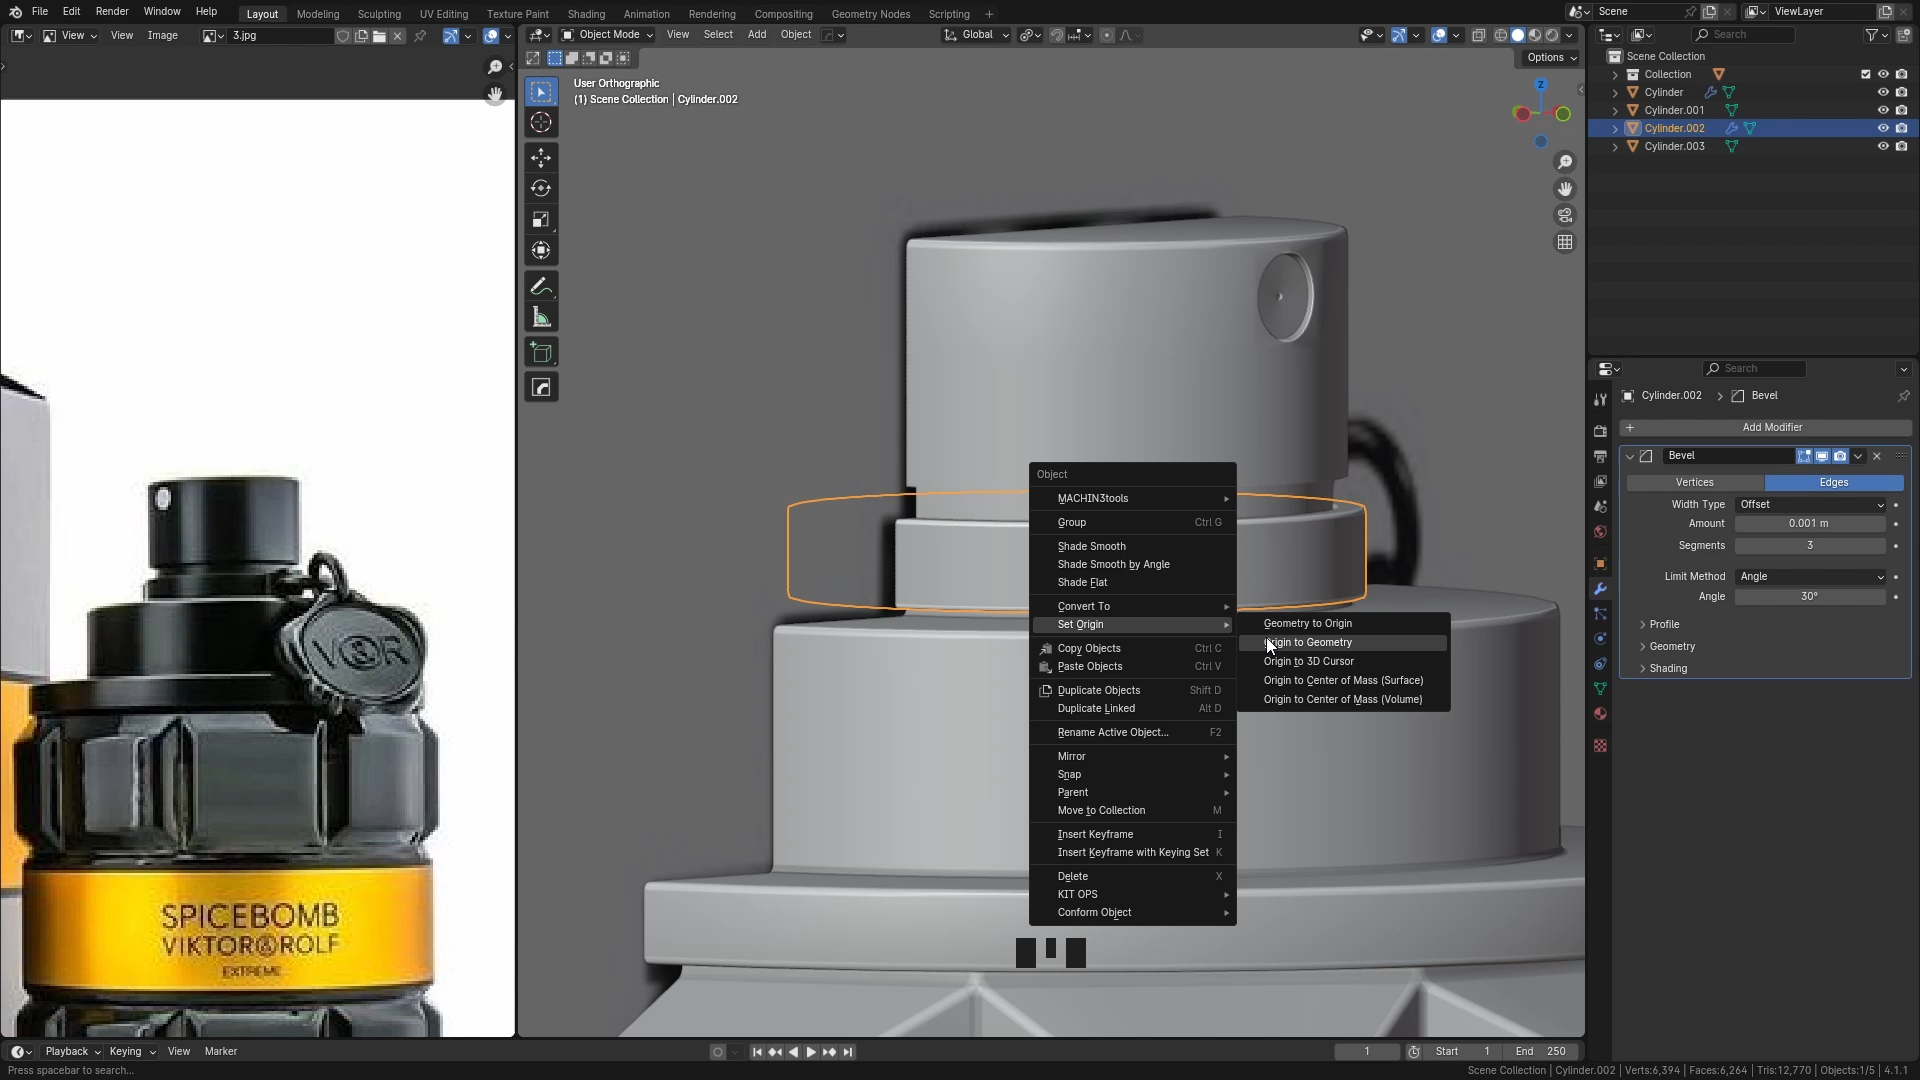 File Edit Render Window Help
Layout Modeling Sculpting UV Editing Texture Paint Shading Animation Rendering Compositing Geometry Nodes Scripting
Scene
ViewLayer
View View Image 3.jpg
Object Mode View Select Add Object Global
Search
Options
User Orthographic
(1) Scene Collection | Cylinder.002
Z
Scene Collection
Collection
Cylinder
Cylinder.001
Cylinder.002
Cylinder.003
Search
Cylinder.002 Bevel
Add Modifier
Bevel
Vertices Edges
Width Type Offset
Amount 0.001 m
Segments 3
Limit Method Angle
Angle 30°
Profile
Geometry
Shading
Object
MACHIN3tools
Group Ctrl G
Shade Smooth
Shade Smooth by Angle
Shade Flat
Convert To
Set Origin
Copy Objects Ctrl C
Paste Objects Ctrl V
Duplicate Objects Shift D
Duplicate Linked Alt D
Rename Active Object... F2
Mirror
Snap
Parent
Move to Collection M
Insert Keyframe I
Insert Keyframe with Keying Set K
Delete X
KIT OPS
Conform Object
Geometry to Origin
Origin to Geometry
Origin to 3D Cursor
Origin to Center of Mass (Surface)
Origin to Center of Mass (Volume)
V&R
SPICEBOMB
VIKTOR&ROLF
EXTREME
Playback Keying View Marker
1 Start 1 End 250
Press spacebar to search...
Scene Collection | Cylinder.002 | Verts:6,394 | Faces:6,264 | Tris:12,770 | Objects:1/5 | 4.1.1